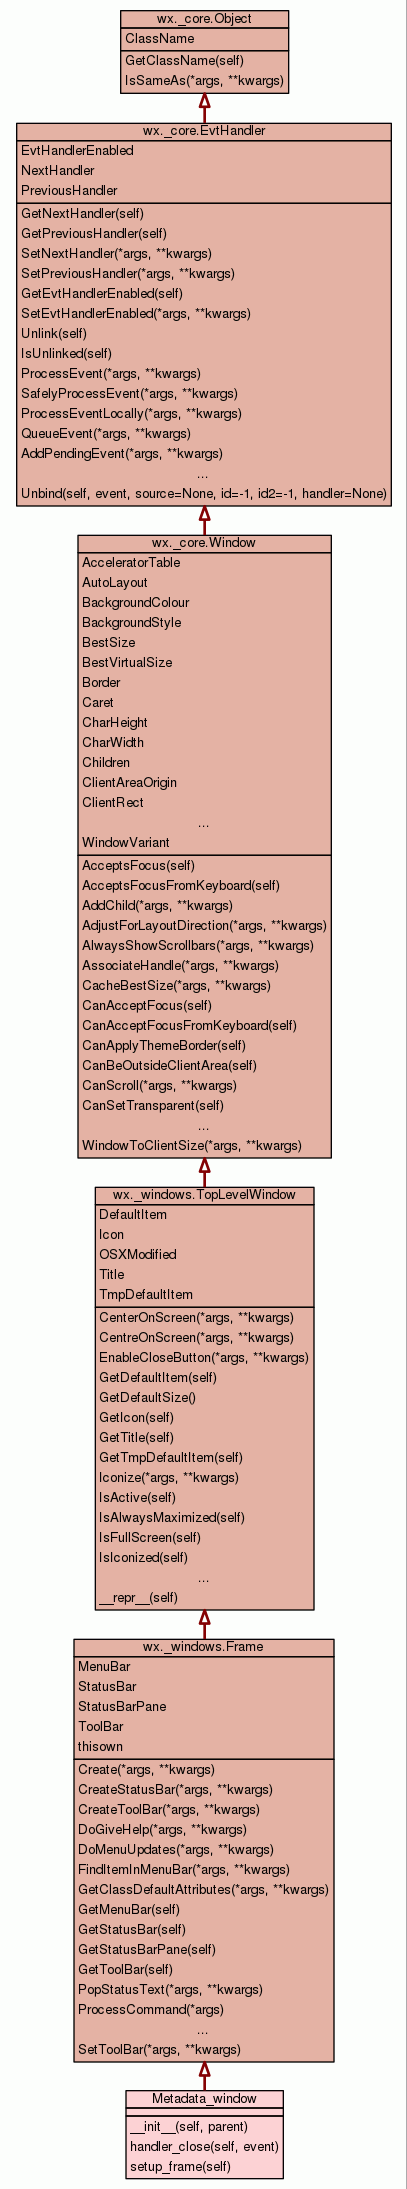 wx._core.Object
ClassName
GetClassName(self)
IsSameAs(*args, **kwargs)
wx._core.EvtHandler
EvtHandlerEnabled
NextHandler
PreviousHandler
GetNextHandler(self)
GetPreviousHandler(self)
SetNextHandler(*args, **kwargs)
SetPreviousHandler(*args, **kwargs)
GetEvtHandlerEnabled(self)
SetEvtHandlerEnabled(*args, **kwargs)
Unlink(self)
IsUnlinked(self)
ProcessEvent(*args, **kwargs)
SafelyProcessEvent(*args, **kwargs)
ProcessEventLocally(*args, **kwargs)
QueueEvent(*args, **kwargs)
AddPendingEvent(*args, **kwargs)
...
Unbind(self, event, source=None, id=-1, id2=-1, handler=None)
wx._core.Window
AcceleratorTable
AutoLayout
BackgroundColour
BackgroundStyle
BestSize
BestVirtualSize
Border
Caret
CharHeight
CharWidth
Children
ClientAreaOrigin
ClientRect
...
WindowVariant
AcceptsFocus(self)
AcceptsFocusFromKeyboard(self)
AddChild(*args, **kwargs)
AdjustForLayoutDirection(*args, **kwargs)
AlwaysShowScrollbars(*args, **kwargs)
AssociateHandle(*args, **kwargs)
CacheBestSize(*args, **kwargs)
CanAcceptFocus(self)
CanAcceptFocusFromKeyboard(self)
CanApplyThemeBorder(self)
CanBeOutsideClientArea(self)
CanScroll(*args, **kwargs)
CanSetTransparent(self)
...
WindowToClientSize(*args, **kwargs)
wx._windows.TopLevelWindow
DefaultItem
Icon
OSXModified
Title
TmpDefaultItem
CenterOnScreen(*args, **kwargs)
CentreOnScreen(*args, **kwargs)
EnableCloseButton(*args, **kwargs)
GetDefaultItem(self)
GetDefaultSize()
GetIcon(self)
GetTitle(self)
GetTmpDefaultItem(self)
Iconize(*args, **kwargs)
IsActive(self)
IsAlwaysMaximized(self)
IsFullScreen(self)
IsIconized(self)
...
__repr__(self)
wx._windows.Frame
MenuBar
StatusBar
StatusBarPane
ToolBar
thisown
Create(*args, **kwargs)
CreateStatusBar(*args, **kwargs)
CreateToolBar(*args, **kwargs)
DoGiveHelp(*args, **kwargs)
DoMenuUpdates(*args, **kwargs)
FindItemInMenuBar(*args, **kwargs)
GetClassDefaultAttributes(*args, **kwargs)
GetMenuBar(self)
GetStatusBar(self)
GetStatusBarPane(self)
GetToolBar(self)
PopStatusText(*args, **kwargs)
ProcessCommand(*args)
...
SetToolBar(*args, **kwargs)
Metadata_window
__init__(self, parent)
handler_close(self, event)
setup_frame(self)